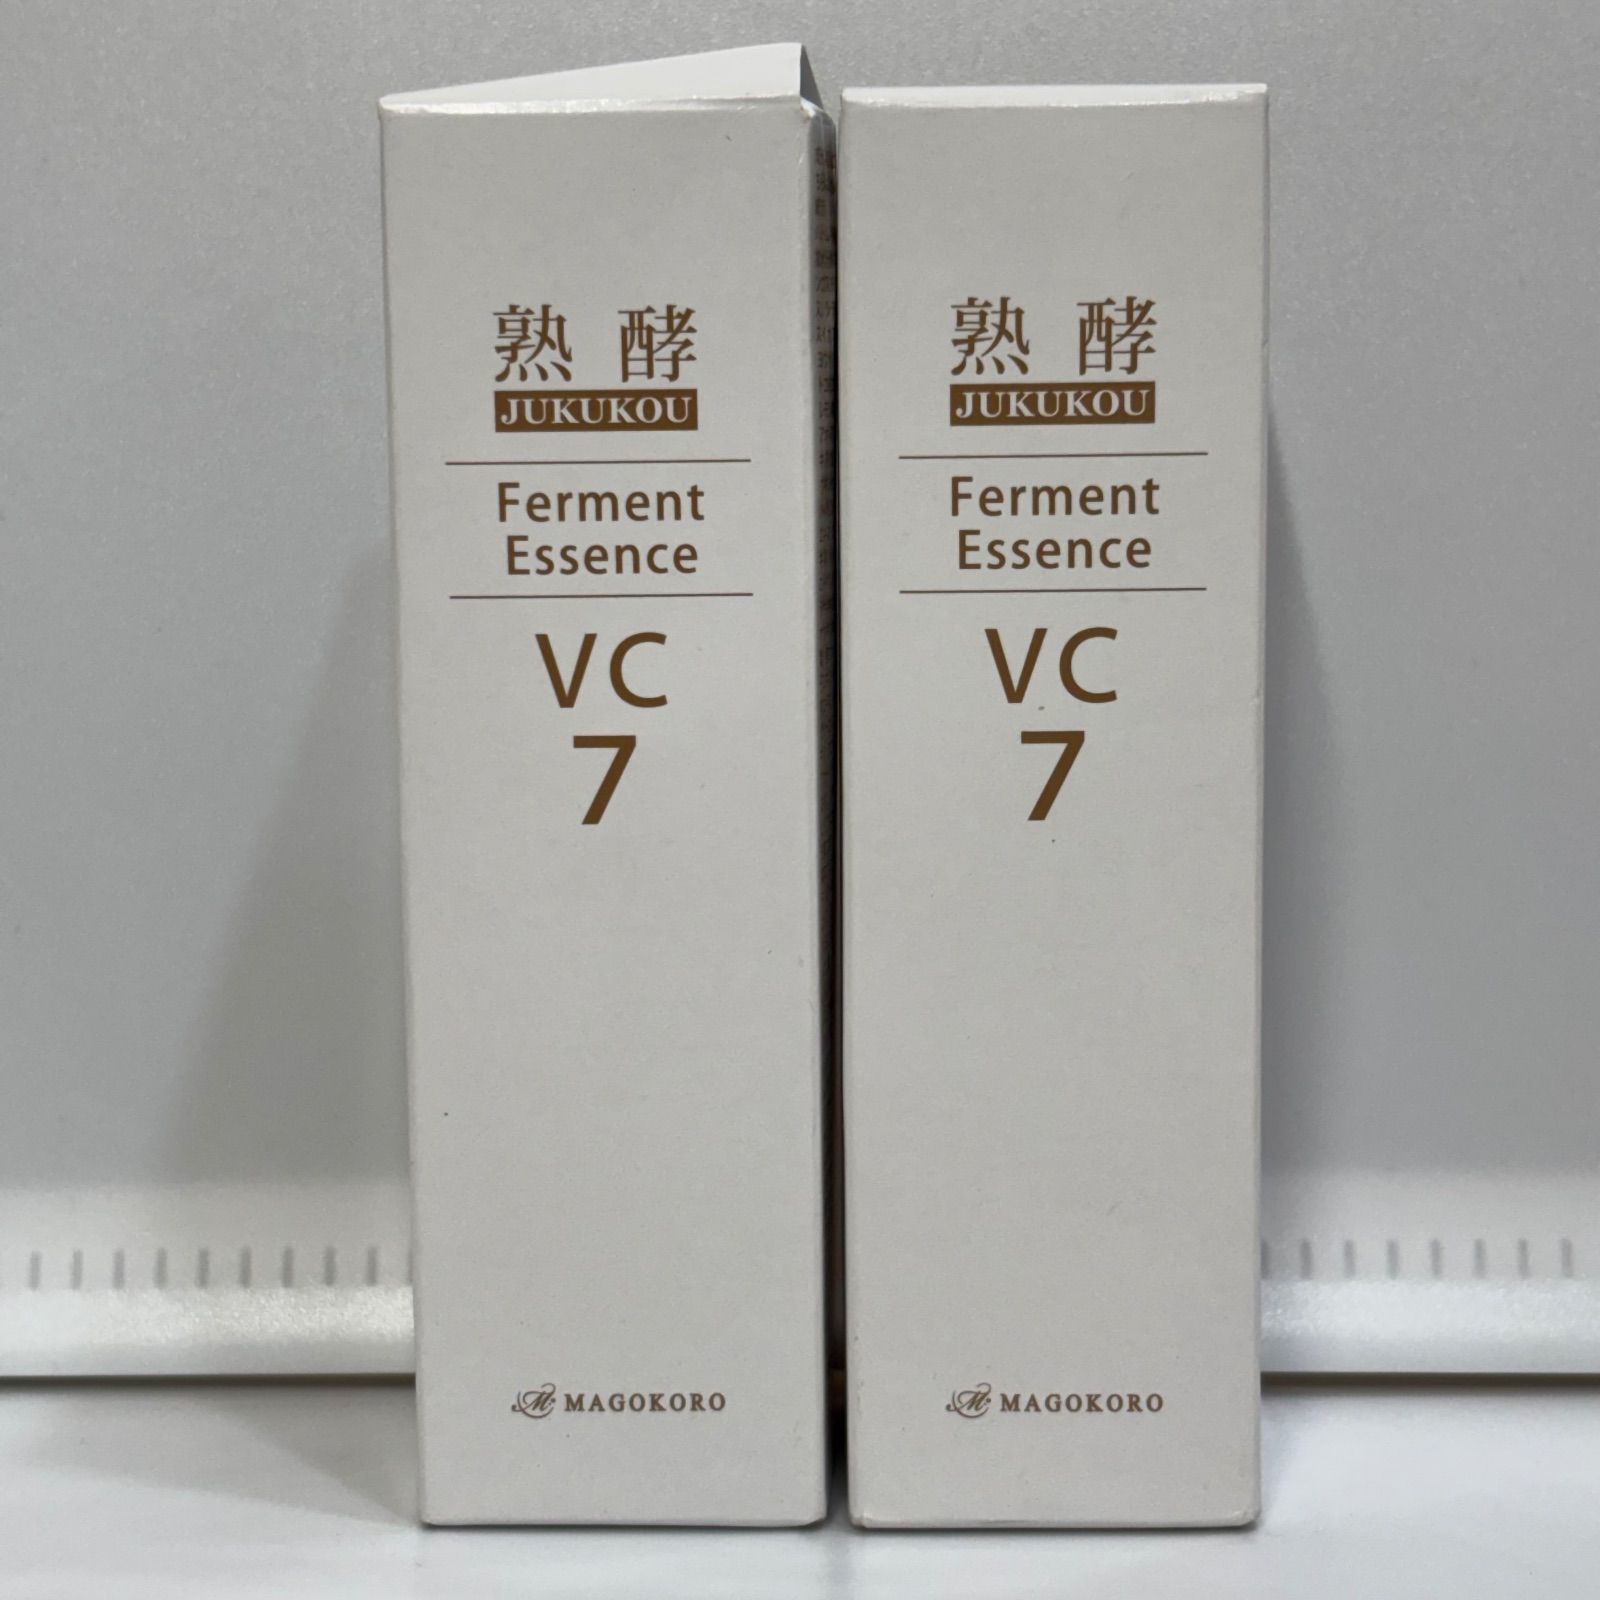 熟酵
JUKUKOU
Ferment
Essence
VC
7
MAGOKORO
熟酵
JUKUKOU
Ferment
Essence
VC
7
MAGOKORO